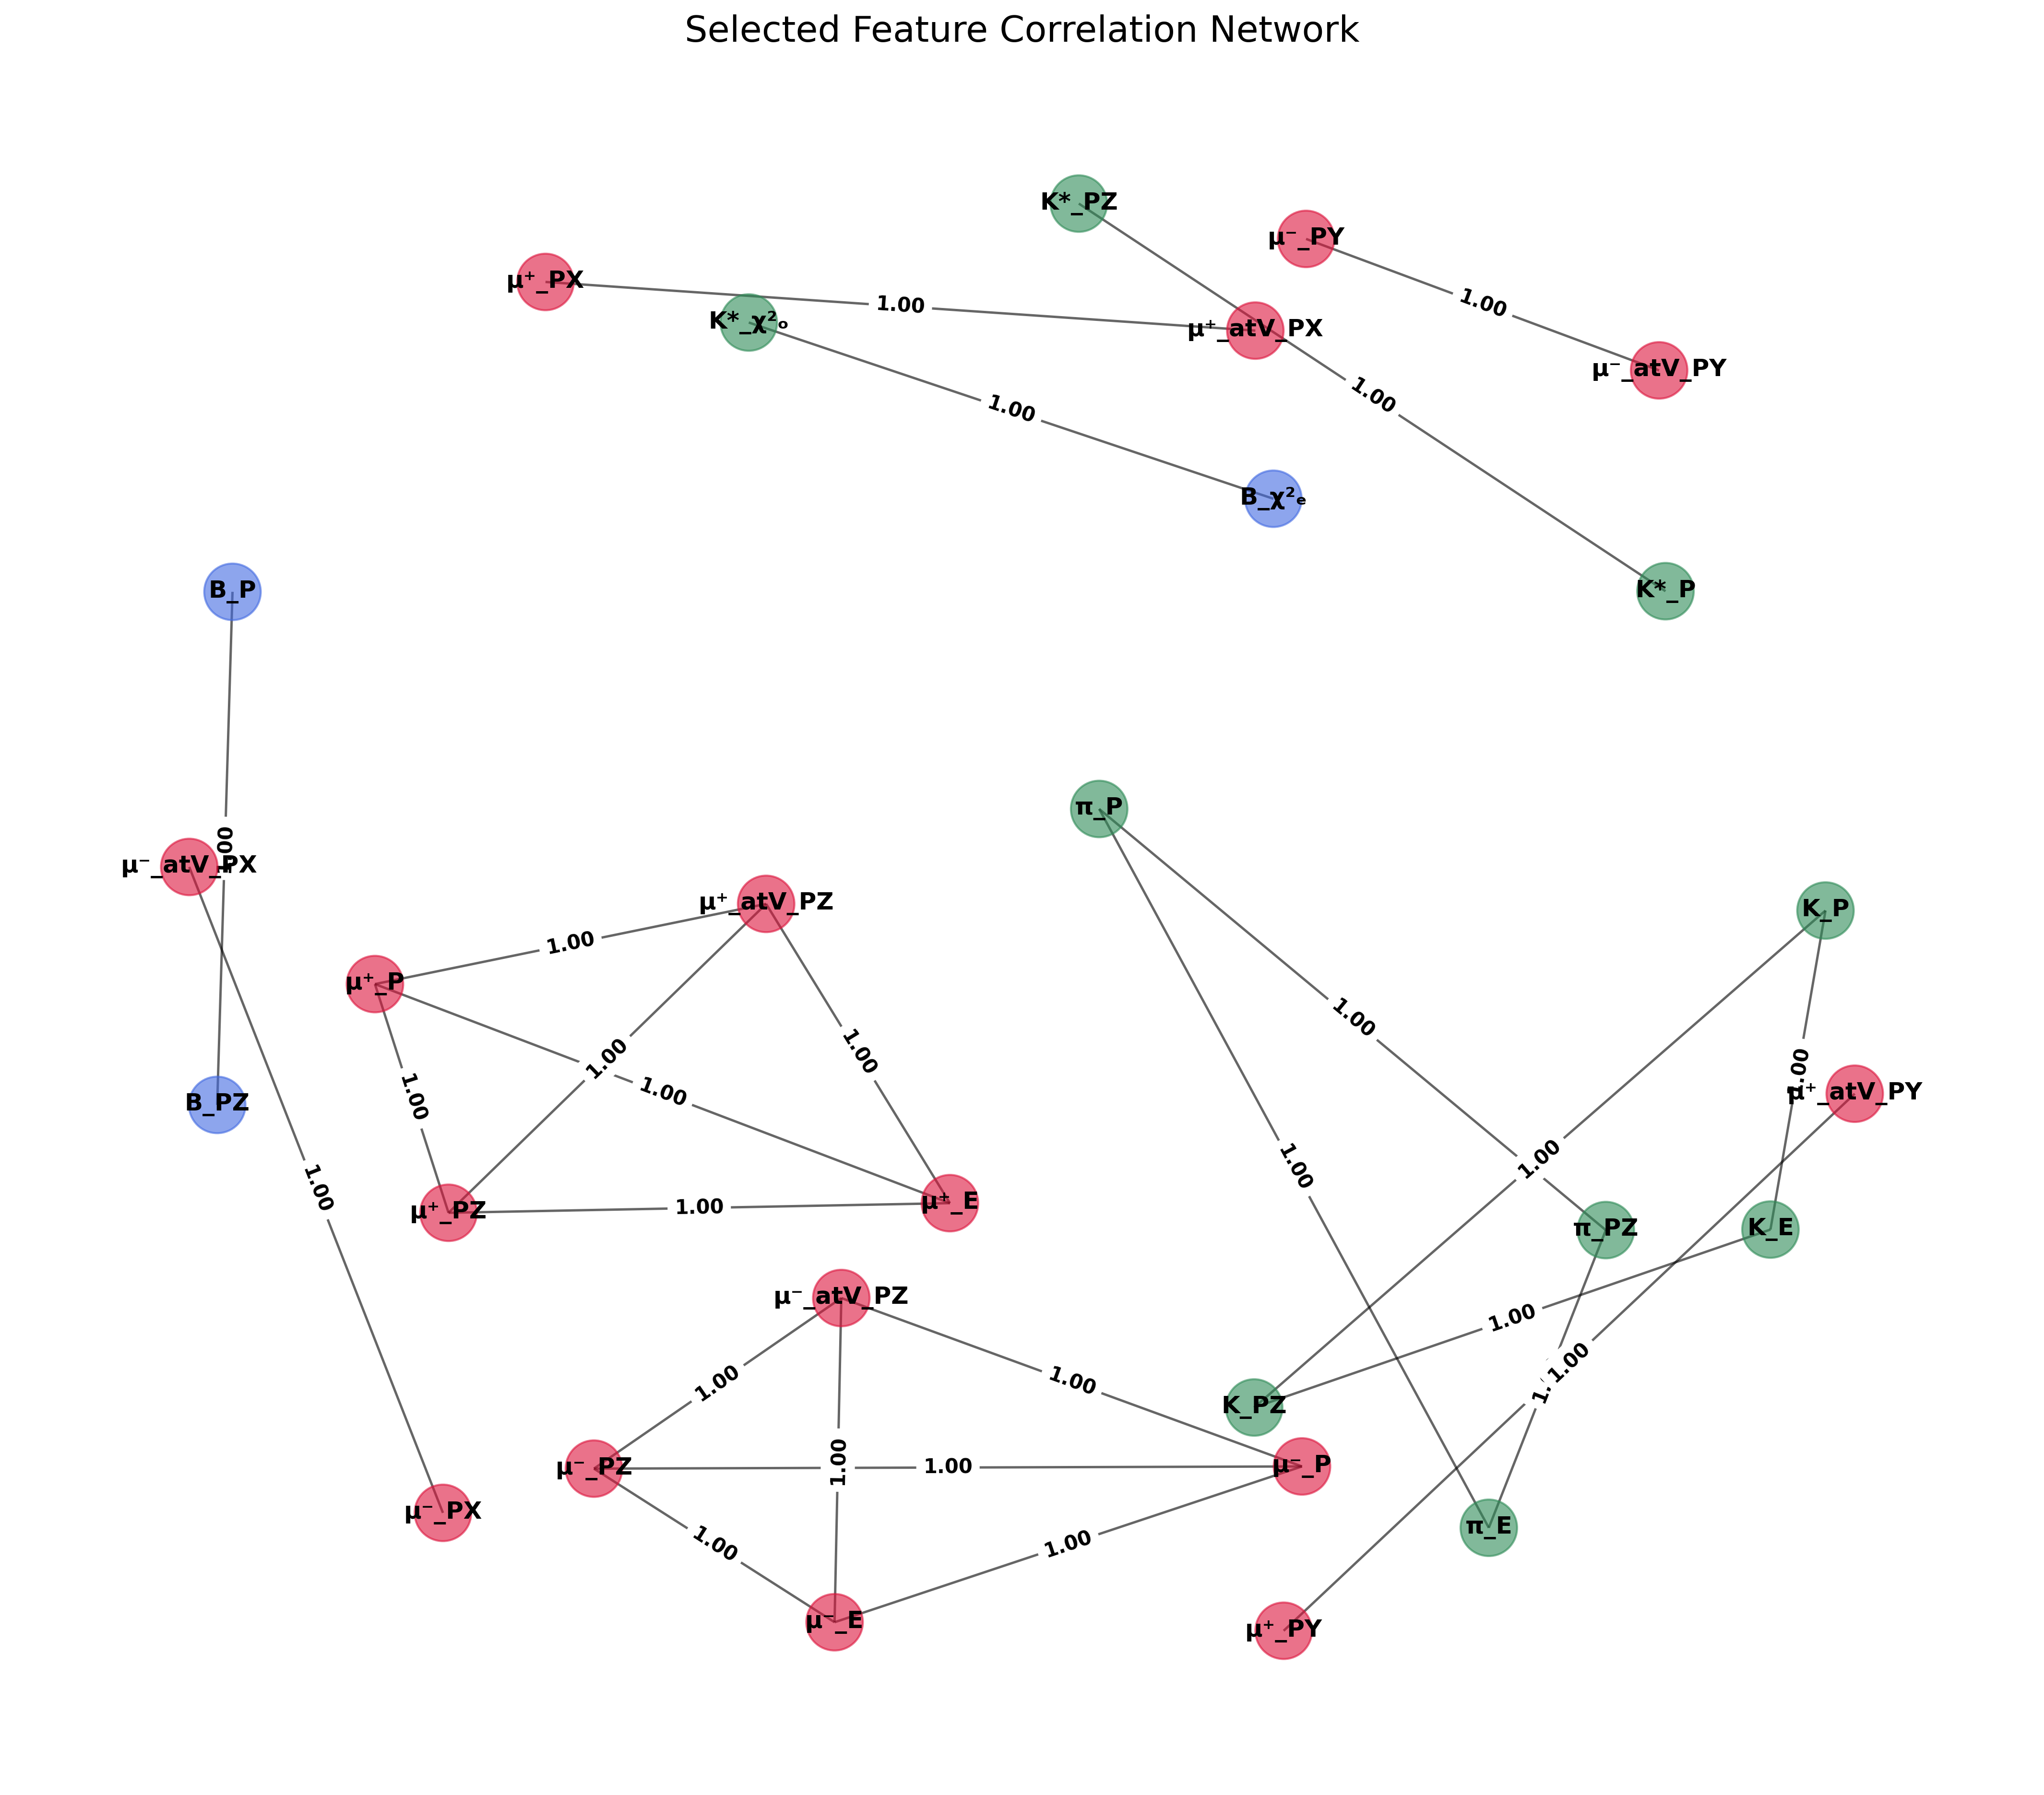 Selected Feature Correlation Network
K*_PZ
μ⁻_PY
μ⁺_PX
1.00
1.00
K*_χ²ₒ
μ⁺_atV_PX
μ⁻_atV_PY
1.00
1.00
B_χ²ₑ
B_P
K*_P
π_P
1.00
μ⁻_atV_PX
μ⁺_atV_PZ
K_P
1.00
μ⁺_P
1.00
1.00
1.00
1.00
1.00
1.00
1.00
B_PZ
μ⁺_atV_PY
1.00
1.00
1.00
μ⁺_PZ
1.00
μ⁺_E
π_PZ
K_E
μ⁻_atV_PZ
1.00
1.00
1.00
1.00
K_PZ
μ⁻_PZ
1.00
1.00
μ⁻_P
μ⁻_PX
1.00
1.00
π_E
μ⁻_E
μ⁺_PY